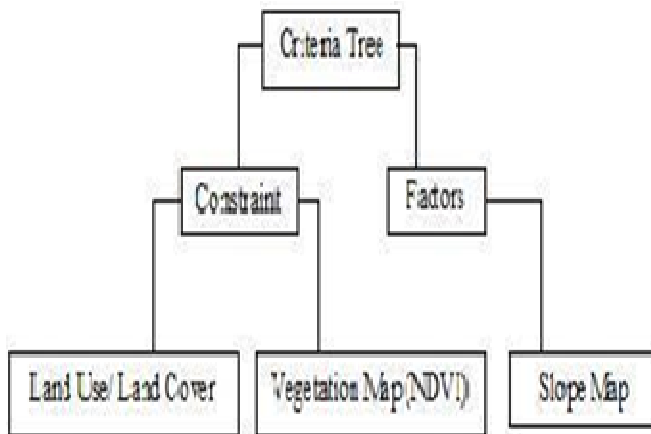 Criteria Tree
Constraint
Factors
Land Use/ Land Cover
Vegetation Map (NDVI)
Slope Map